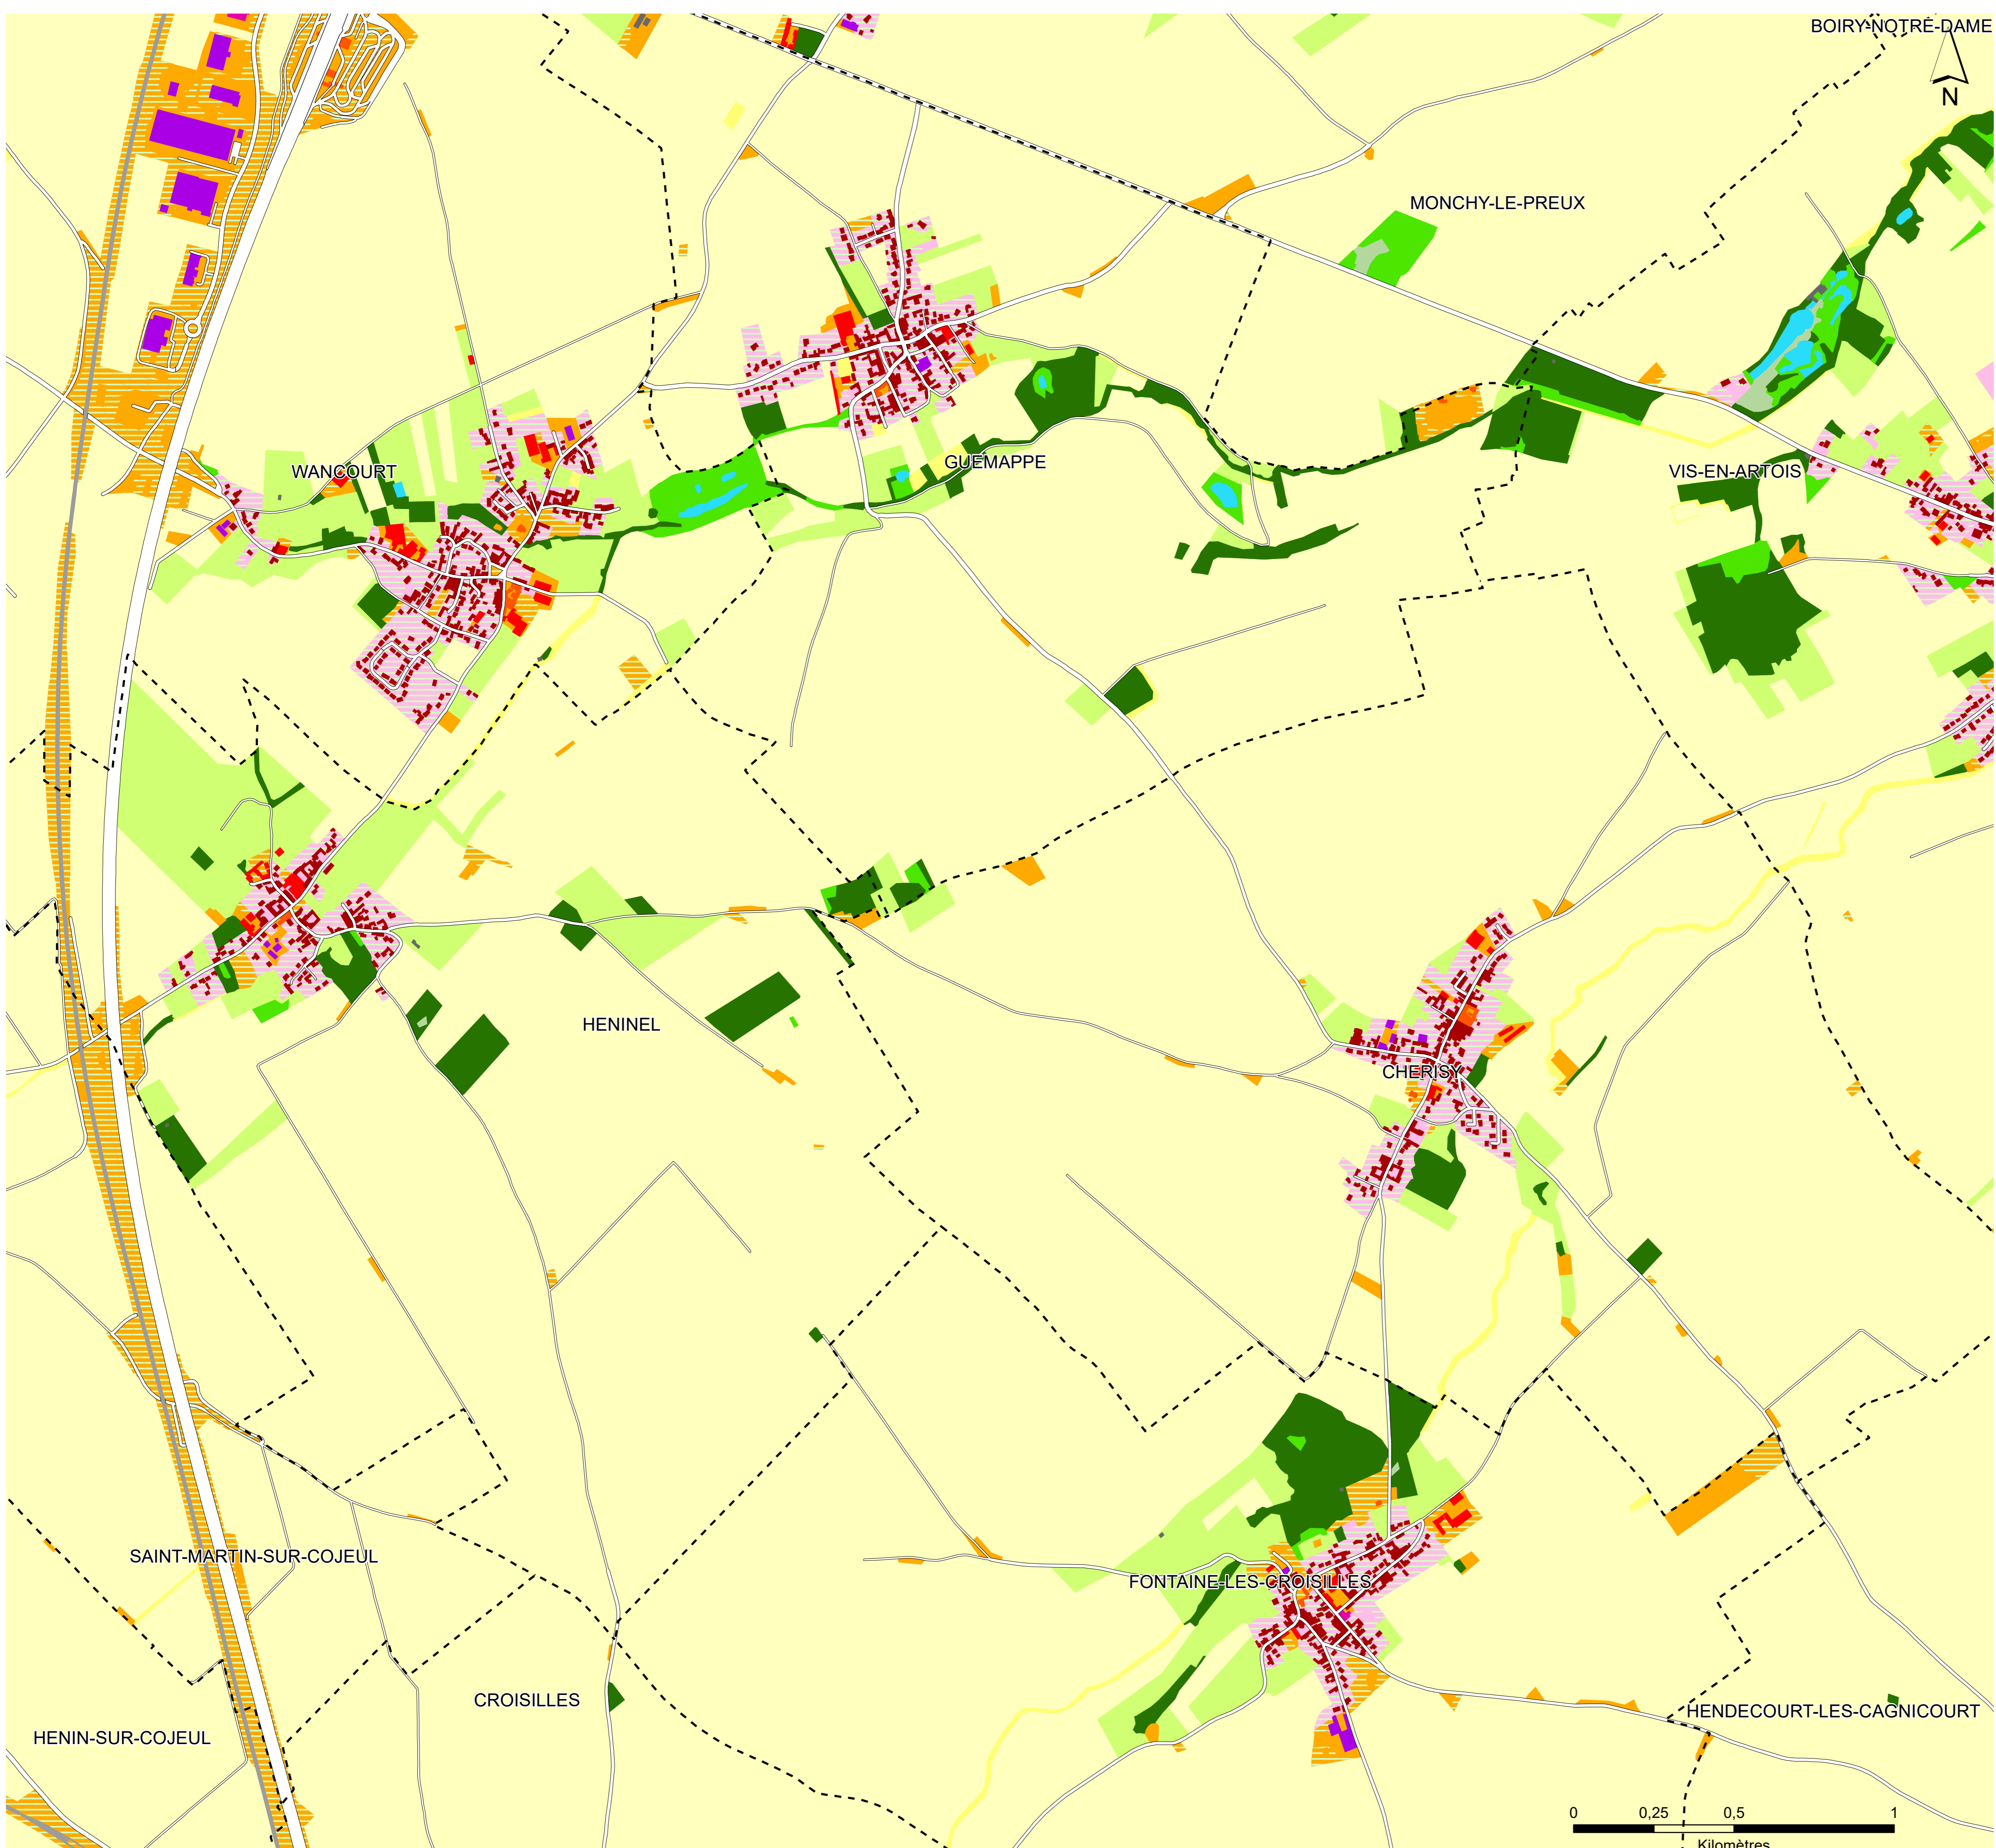 BOIRY-NOTRE-DAME
N
MONCHY-LE-PREUX
WANCOURT
GUEMAPPE
VIS-EN-ARTOIS
HENINEL
CHERISY
SAINT-MARTIN-SUR-COJEUL
FONTAINE-LES-CROISILLES
CROISILLES
HENDECOURT-LES-CAGNICOURT
HENIN-SUR-COJEUL
0 0,25 0,5 1
Kilomètres